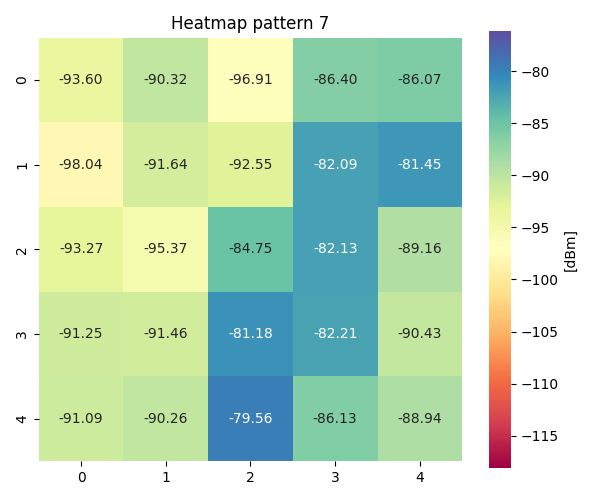 Heatmap pattern 7
0 -93.60 -90.32 -96.91 -86.40 -86.07
1 -98.04 -91.64 -92.55 -82.09 -81.45
2 -93.27 -95.37 -84.75 -82.13 -89.16
3 -91.25 -91.46 -81.18 -82.21 -90.43
4 -91.09 -90.26 -79.56 -86.13 -88.94
0 1 2 3 4
−80
−85
−90
−95
−100
−105
−110
−115
[dBm]